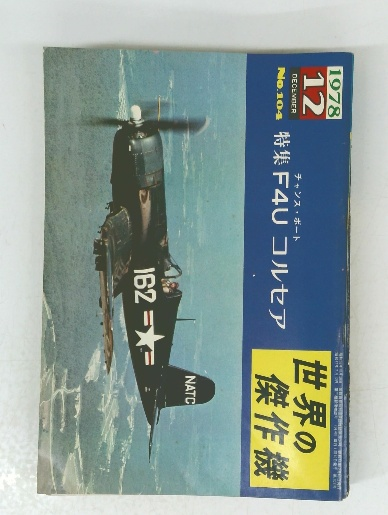 1978
12
DECEMBER
No.104
チャンス・ボート
特集 F4U コルセア
世界の
傑作機
162
NATC